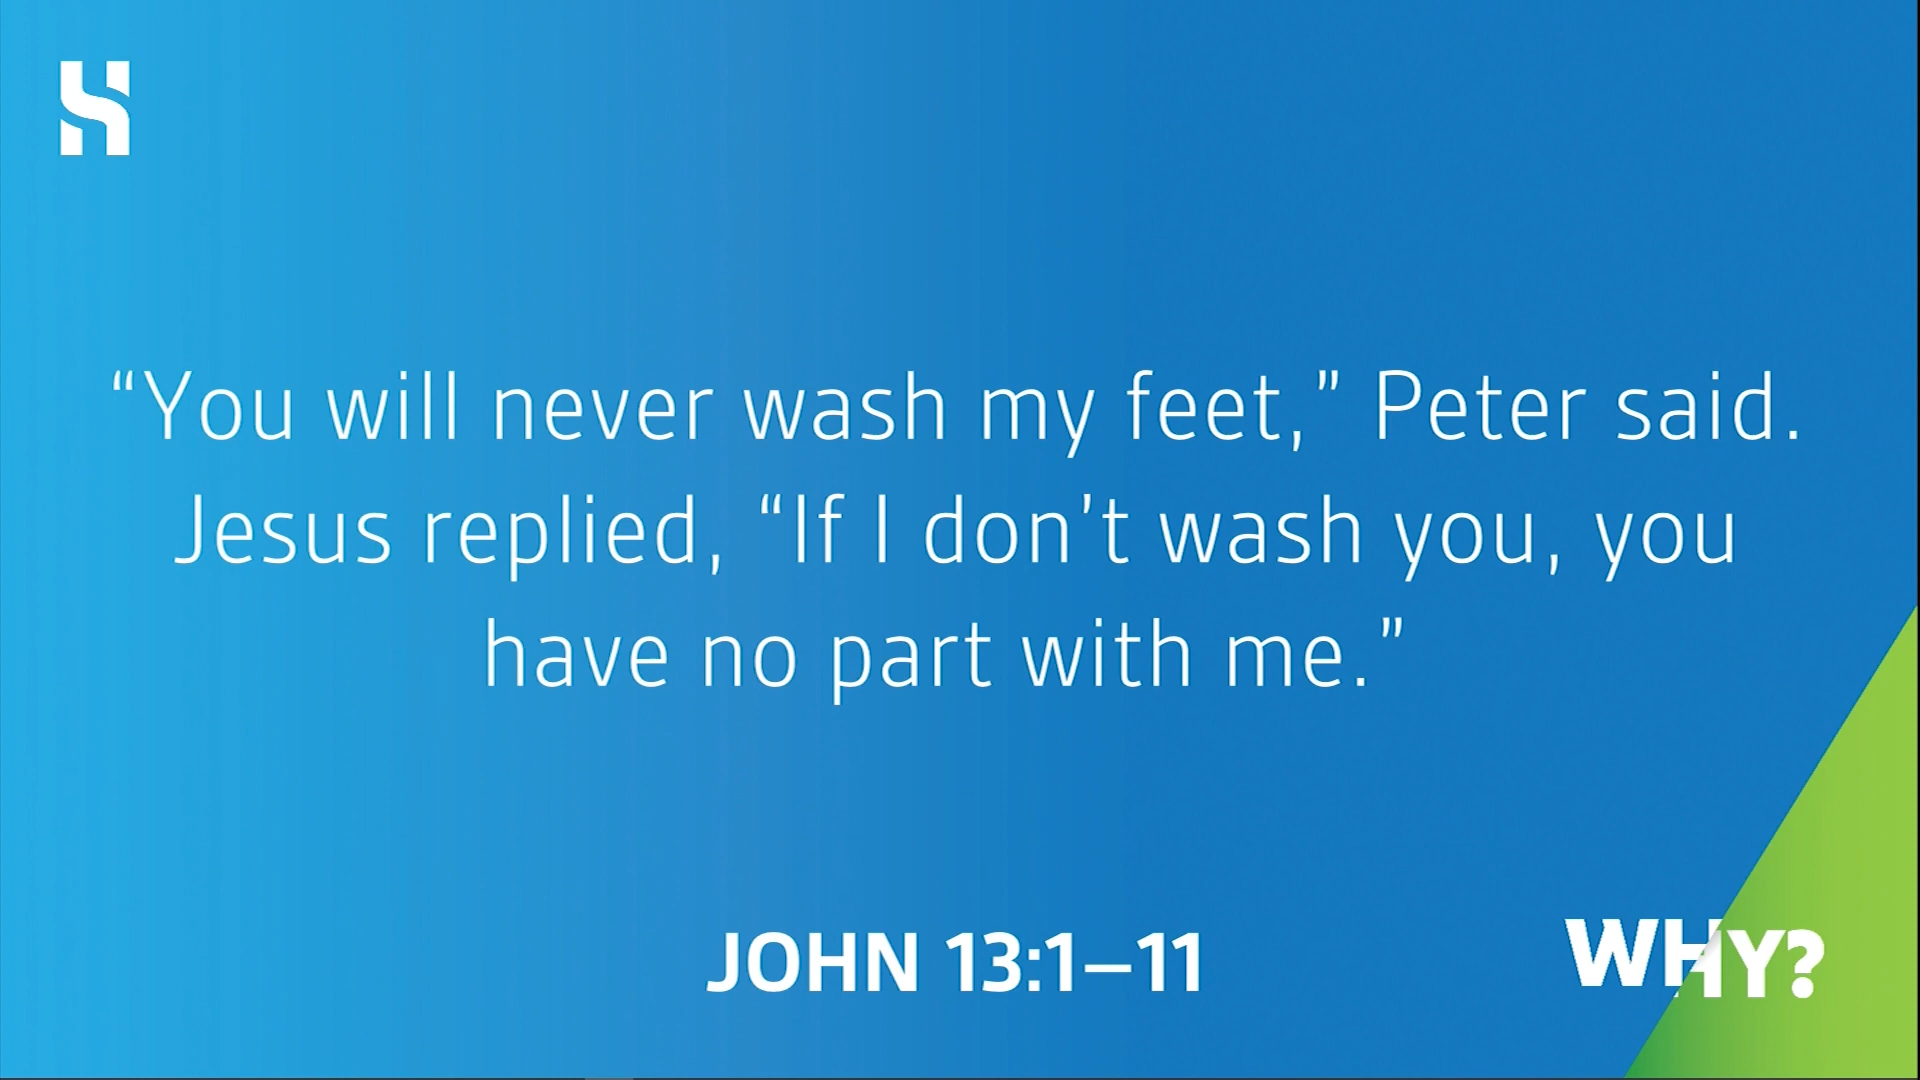 “You will never wash my feet,” Peter said.
Jesus replied, “If I don’t wash you, you
have no part with me.”
JOHN 13:1–11
WHY?